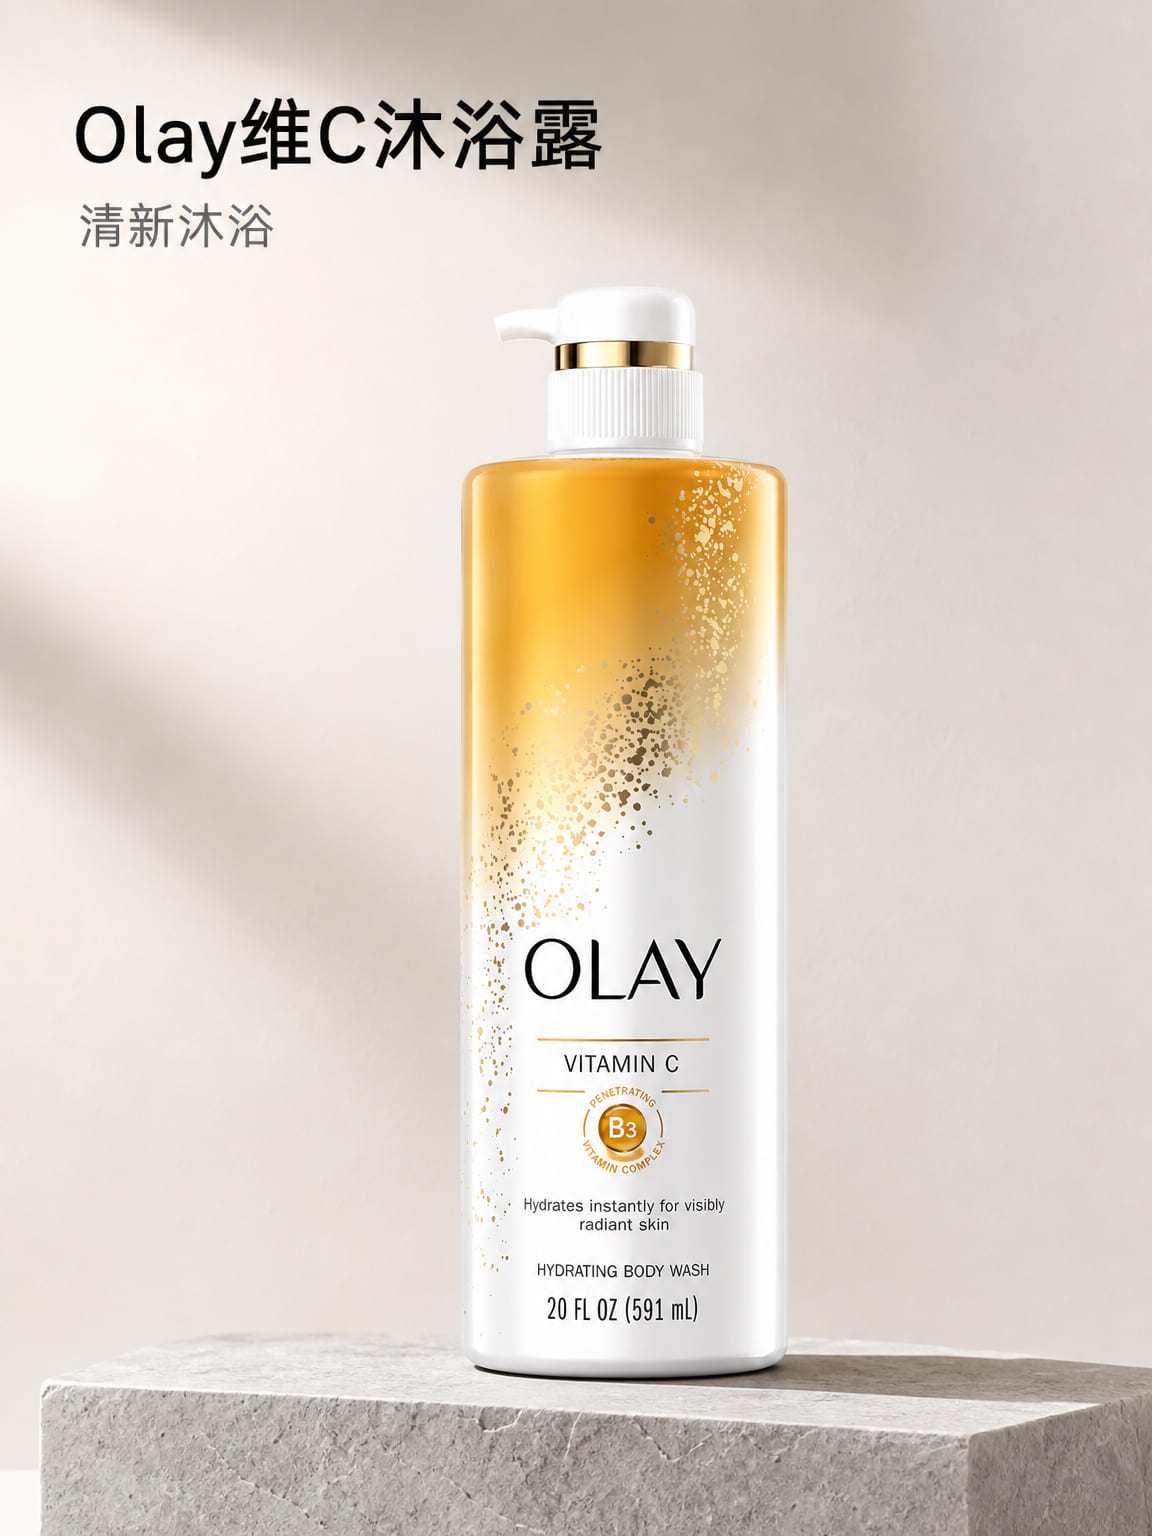 Olay维C沐浴露
清新沐浴
OLAY
VITAMIN C
PENETRATING
B3
VITAMIN COMPLEX
Hydrates instantly for visibly
radiant skin
HYDRATING BODY WASH
20 FL OZ (591 mL)